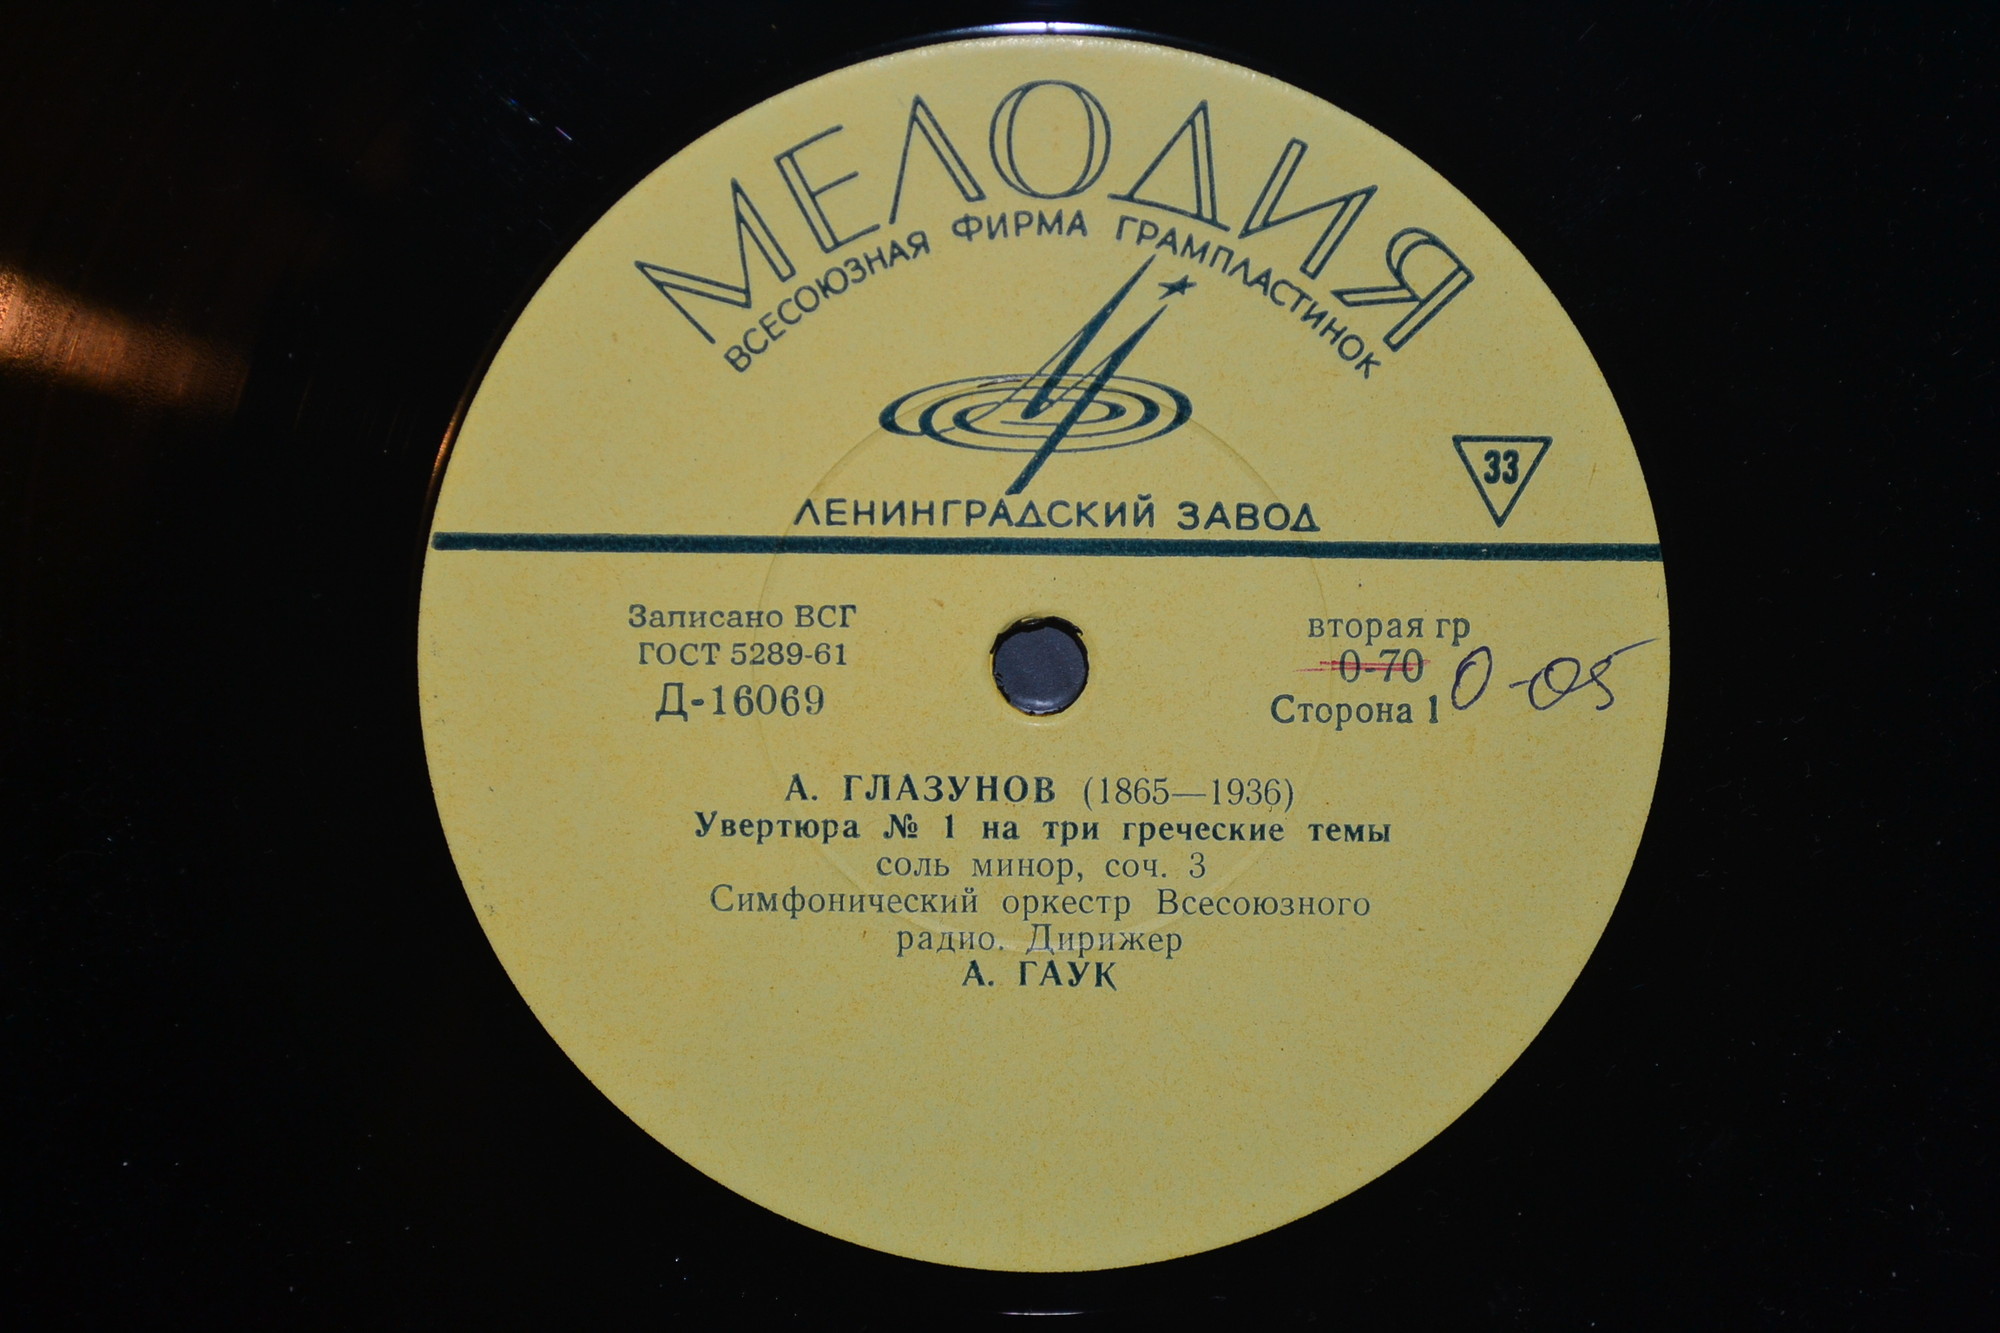 МЕЛОДИЯ
ВСЕСОЮЗНАЯ ФИРМА ГРАМПЛАСТИНОК
33
ЛЕНИНГРАДСКИЙ ЗАВОД
Записано ВСГ
ГОСТ 5289-61
Д-16069
вторая гр
0-70 0-05
Сторона 1
А. ГЛАЗУНОВ (1865—1936)
Увертюра № 1 на три греческие темы
соль минор, соч. 3
Симфонический оркестр Всесоюзного
радио. Дирижер
А. ГАУК